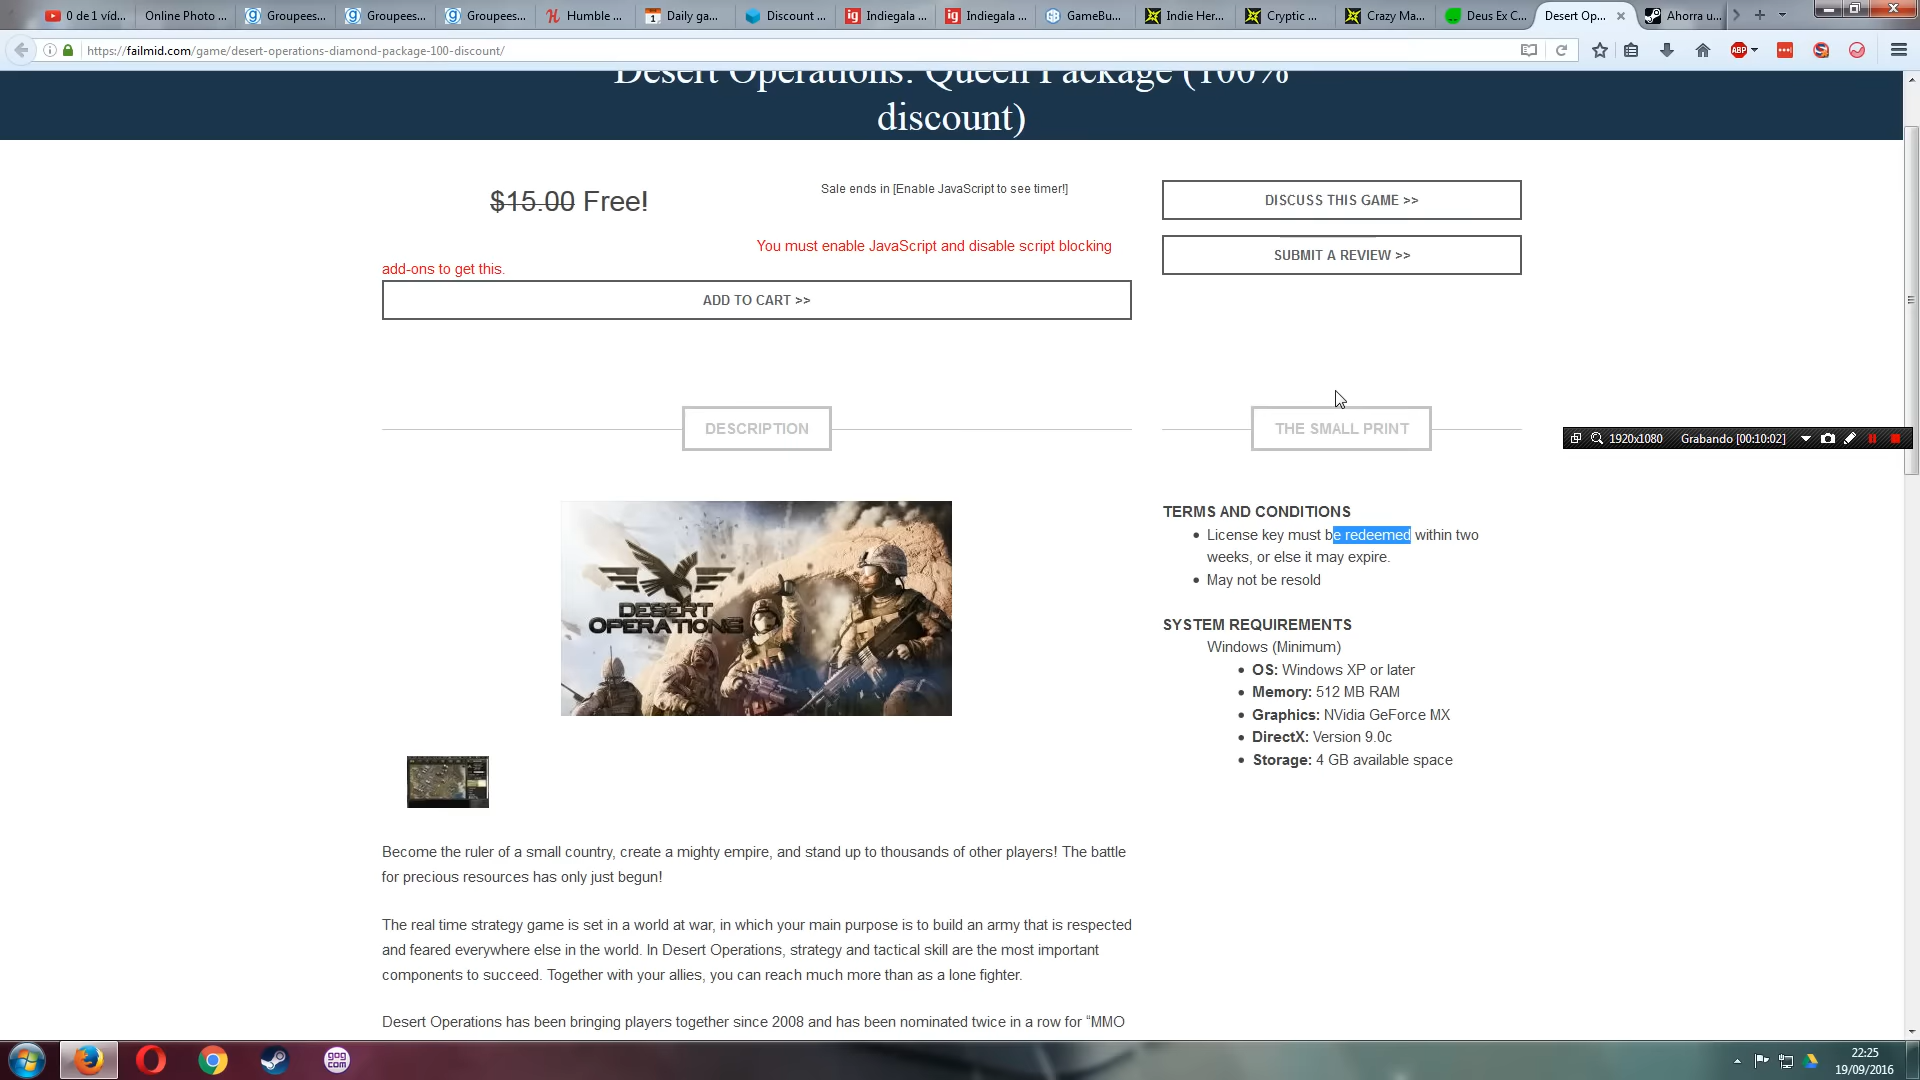 0 de 1 víd...
Online Photo ...
Groupees...
Groupees...
Groupees...
Humble ...
Daily ga...
Discount ...
Indiegala ...
Indiegala ...
GameBu...
Indie Her...
Cryptic ...
Crazy Ma...
Deus Ex C...
Desert Op...
Ahorra u...
https://failmid.com/game/desert-operations-diamond-package-100-discount/
ABP
Desert Operations: Queen Package (100%
discount)
$15.00 Free!
Sale ends in [Enable JavaScript to see timer!]
You must enable JavaScript and disable script blocking
add-ons to get this.
ADD TO CART >>
DISCUSS THIS GAME >>
SUBMIT A REVIEW >>
DESCRIPTION
THE SMALL PRINT
1920x1080 Grabando [00:10:02]
DESERT
OPERATIONS
TERMS AND CONDITIONS
License key must be redeemed within two
weeks, or else it may expire.
May not be resold
SYSTEM REQUIREMENTS
Windows (Minimum)
OS: Windows XP or later
Memory: 512 MB RAM
Graphics: NVidia GeForce MX
DirectX: Version 9.0c
Storage: 4 GB available space
Become the ruler of a small country, create a mighty empire, and stand up to thousands of other players! The battle
for precious resources has only just begun!
The real time strategy game is set in a world at war, in which your main purpose is to build an army that is respected
and feared everywhere else in the world. In Desert Operations, strategy and tactical skill are the most important
components to succeed. Together with your allies, you can reach much more than as a lone fighter.
Desert Operations has been bringing players together since 2008 and has been nominated twice in a row for “MMO
gog
com
22:25
19/09/2016